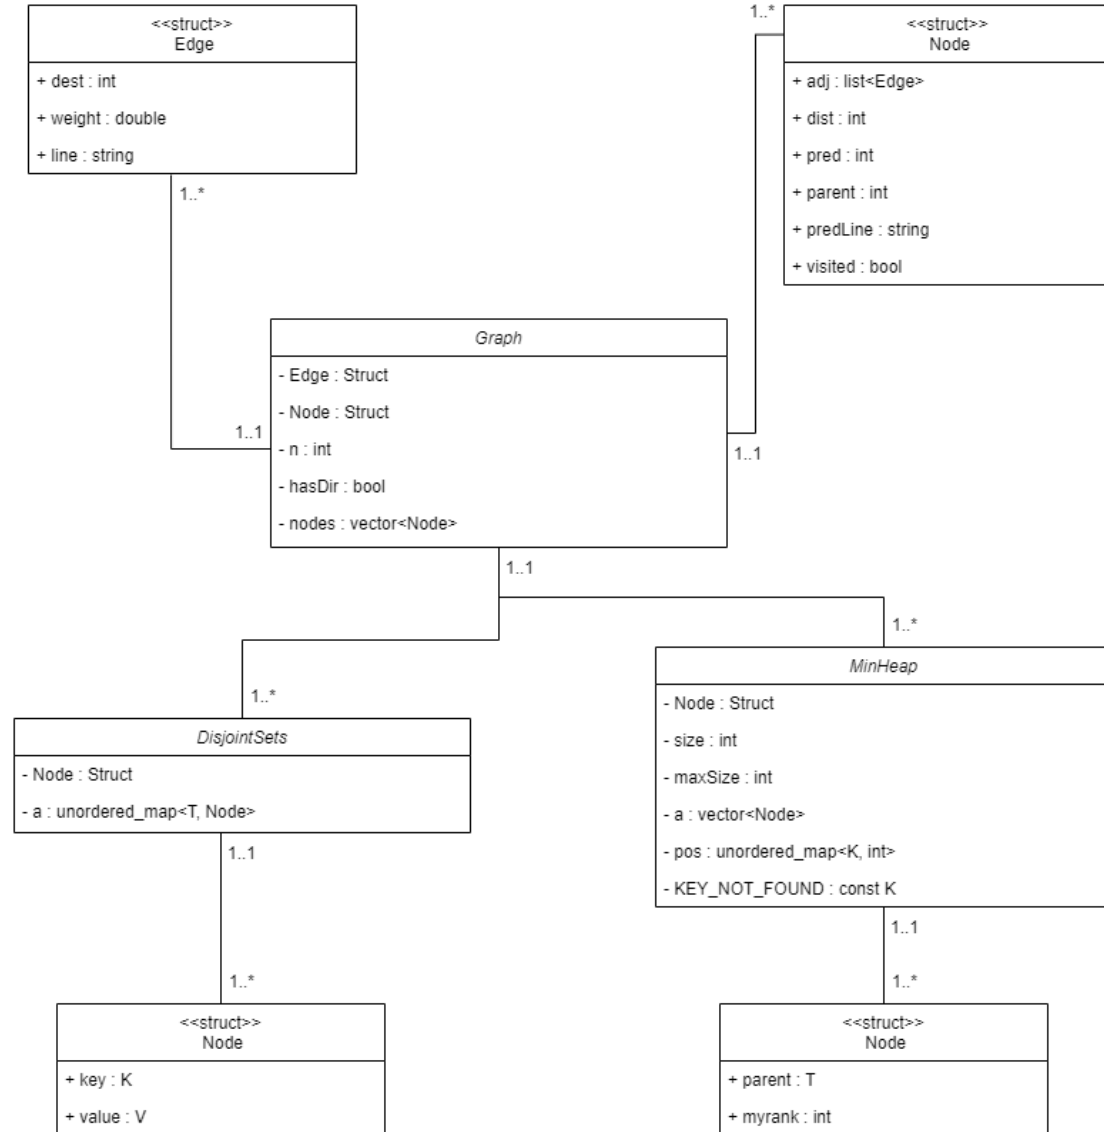 <<struct>>
Edge
+ dest : int
+ weight : double
+ line : string
1..*
1..*
<<struct>>
Node
+ adj : list<Edge>
+ dist : int
+ pred : int
+ parent : int
+ predLine : string
+ visited : bool
Graph
- Edge : Struct
- Node : Struct
- n : int
- hasDir : bool
- nodes : vector<Node>
1..1
1..1
1..1
1..*
1..*
DisjointSets
- Node : Struct
- a : unordered_map<T, Node>
1..1
MinHeap
- Node : Struct
- size : int
- maxSize : int
- a : vector<Node>
- pos : unordered_map<K, int>
- KEY_NOT_FOUND : const K
1..1
1..*
<<struct>>
Node
+ key : K
+ value : V
1..*
<<struct>>
Node
+ parent : T
+ myrank : int